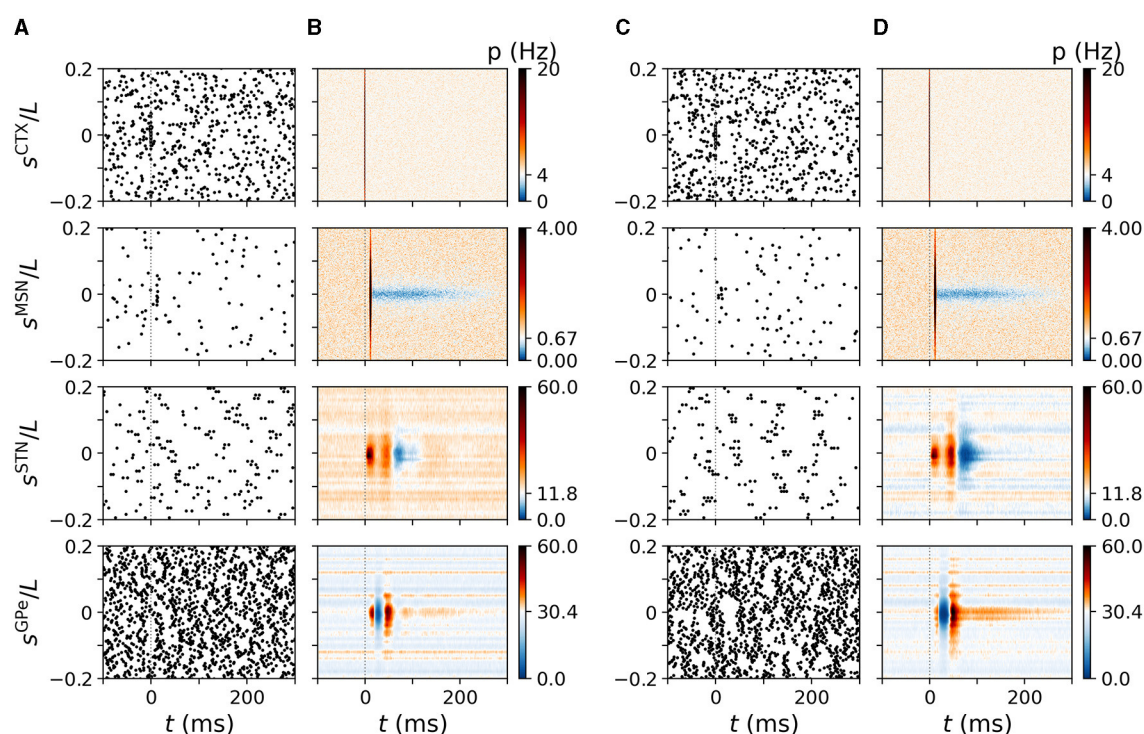 A B C D
p (Hz) p (Hz)
s^CTX/L 0.2 0 −0.2 20 4 0 0.2 0 −0.2 20 4 0
s^MSN/L 0.2 0 −0.2 4.00 0.67 0.00 0.2 0 −0.2 4.00 0.67 0.00
s^STN/L 0.2 0 −0.2 60.0 11.8 0.0 0.2 0 −0.2 60.0 11.8 0.0
s^GPe/L 0.2 0 −0.2 60.0 30.4 0.0 0.2 0 −0.2 60.0 30.4 0.0
0 200 0 200 0 200 0 200
t (ms) t (ms) t (ms) t (ms)